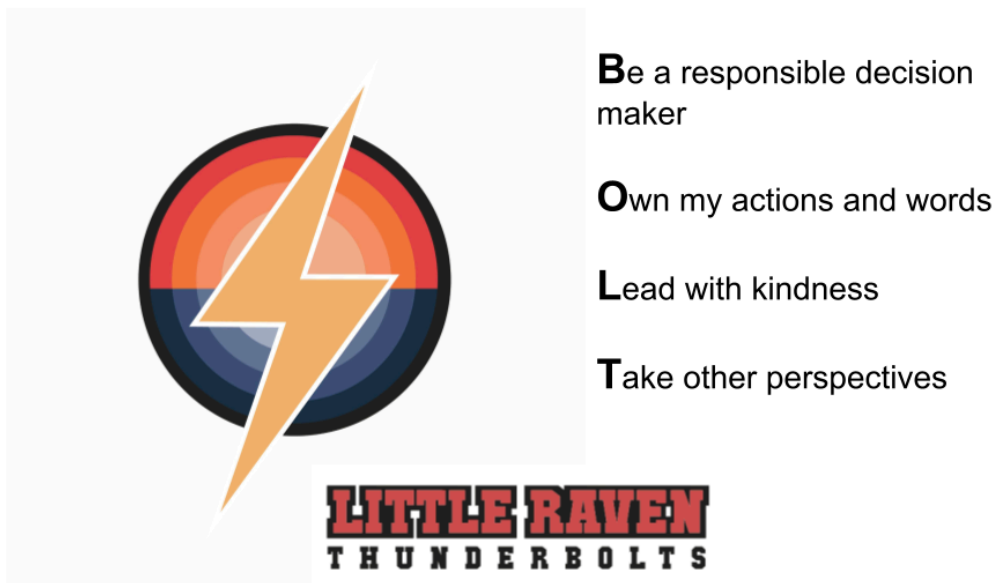 Be a responsible decision
maker
Own my actions and words
Lead with kindness
Take other perspectives
LITTLE RAVEN
THUNDERBOLTS